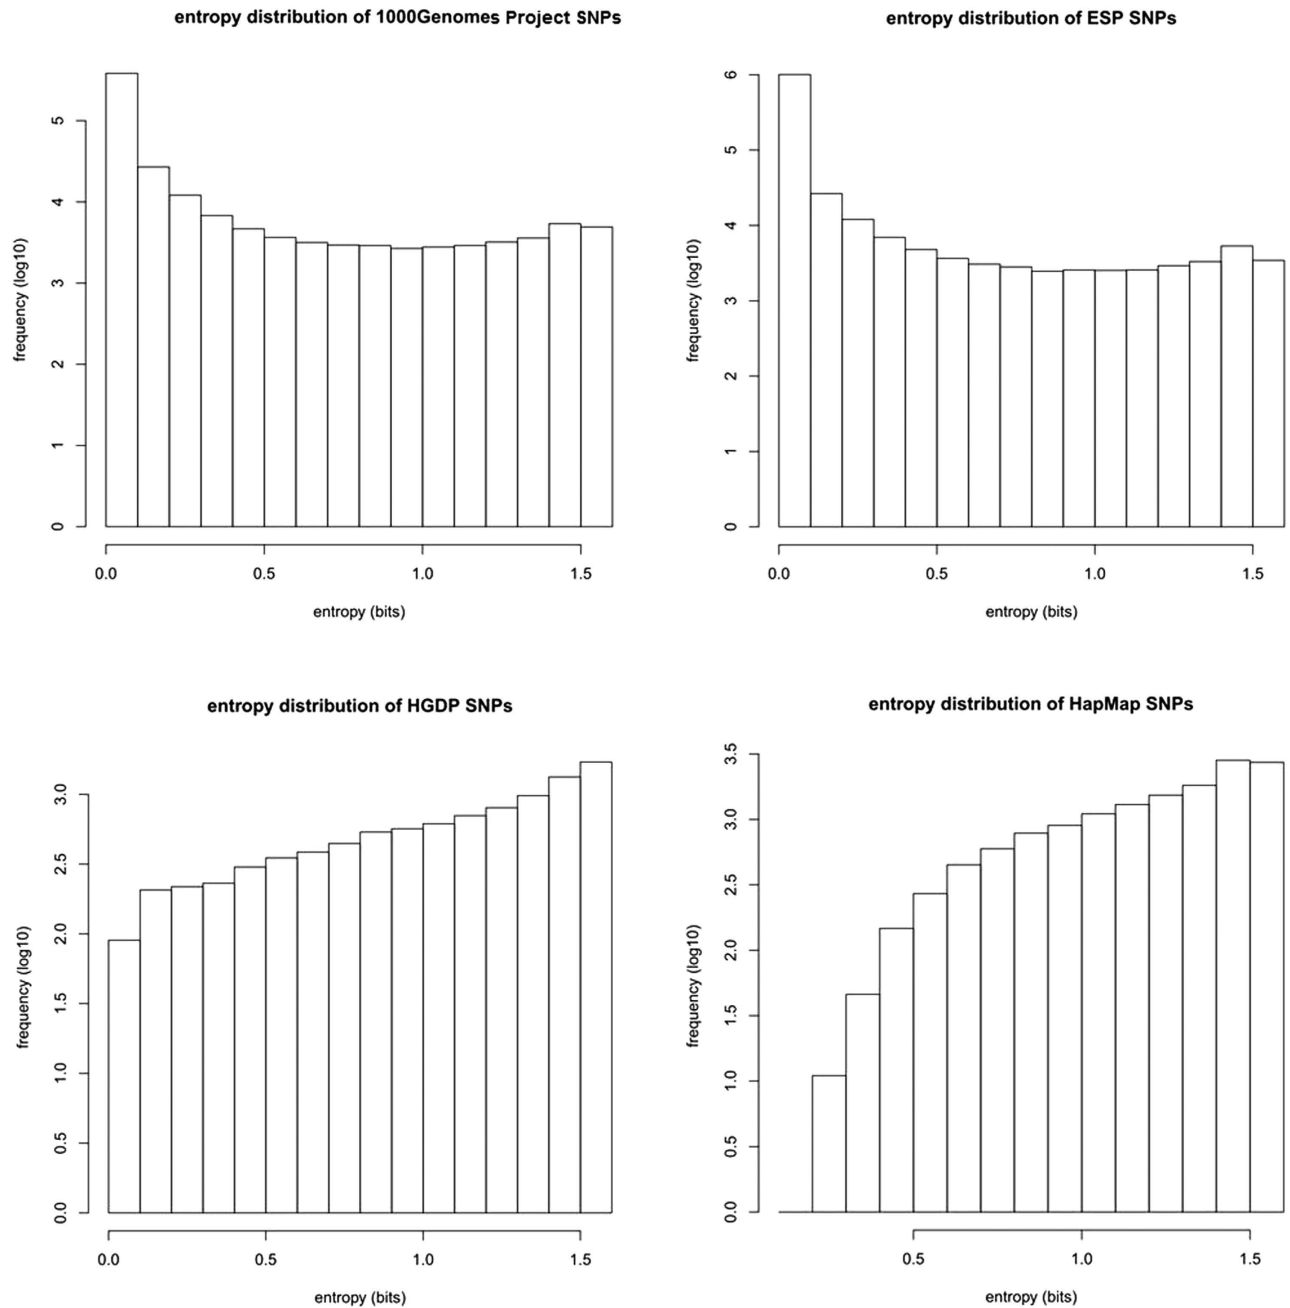 entropy distribution of 1000Genomes Project SNPs
frequency (log10)
5
4
3
2
1
0
0.0 0.5 1.0 1.5
entropy (bits)
entropy distribution of ESP SNPs
frequency (log10)
6
5
4
3
2
1
0
0.0 0.5 1.0 1.5
entropy (bits)
entropy distribution of HGDP SNPs
frequency (log10)
3.0
2.5
2.0
1.5
1.0
0.5
0.0
0.0 0.5 1.0 1.5
entropy (bits)
entropy distribution of HapMap SNPs
frequency (log10)
3.5
3.0
2.5
2.0
1.5
1.0
0.5
0.0
0.5 1.0 1.5
entropy (bits)